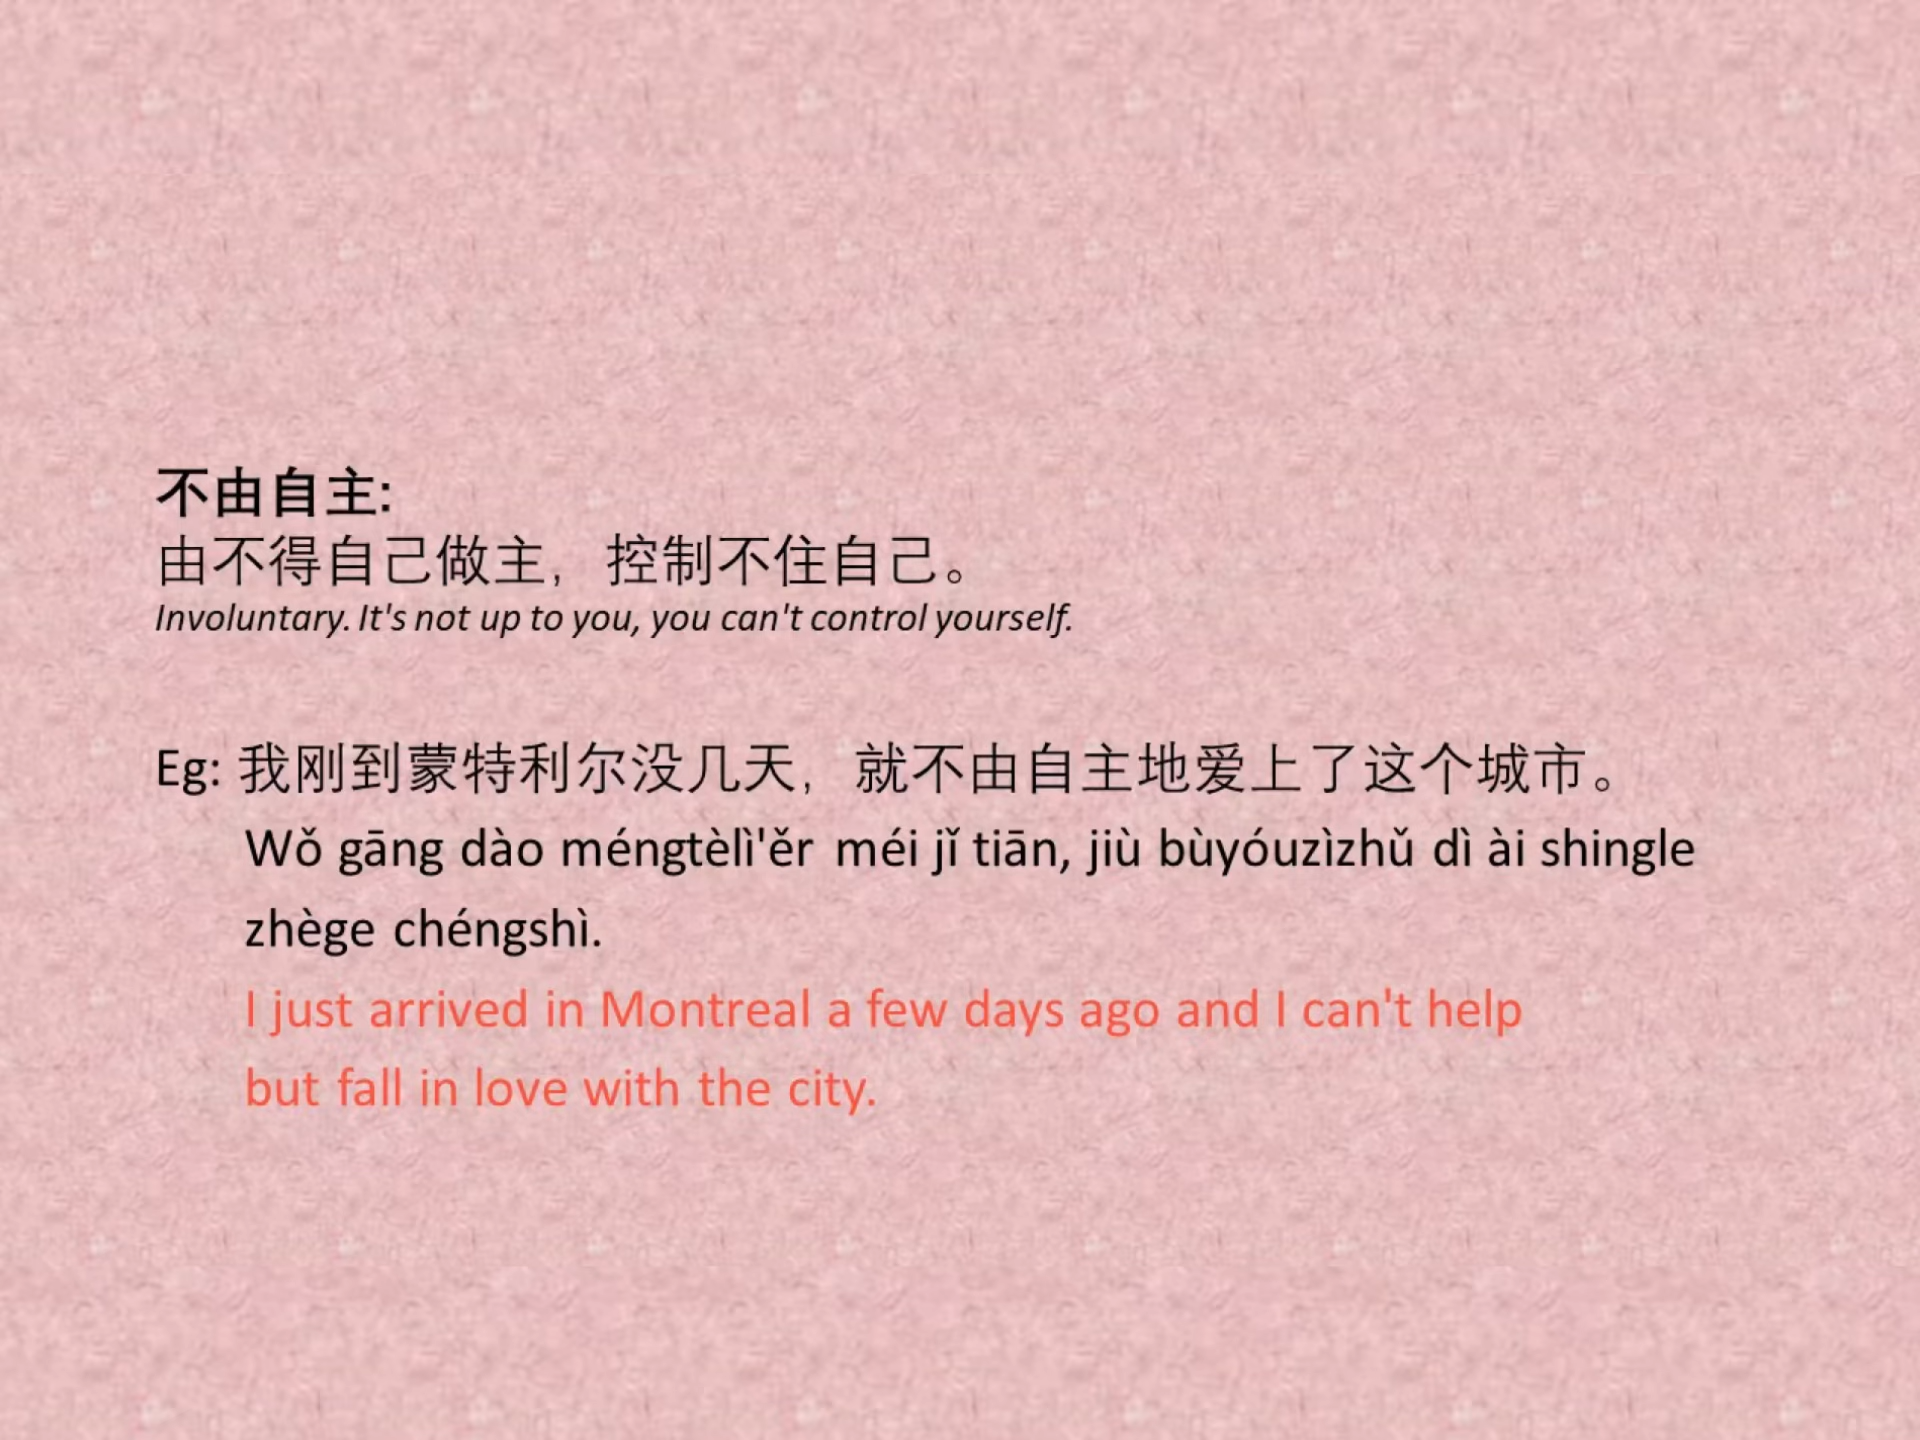 不由自主:
由不得自己做主，控制不住自己。
Involuntary. It's not up to you, you can't control yourself.
Eg: 我刚到蒙特利尔没几天，就不由自主地爱上了这个城市。
Wǒ gāng dào méngtèlì'ěr méi jǐ tiān, jiù bùyóuzìzhǔ dì ài shingle
zhège chéngshì.
I just arrived in Montreal a few days ago and I can't help
but fall in love with the city.